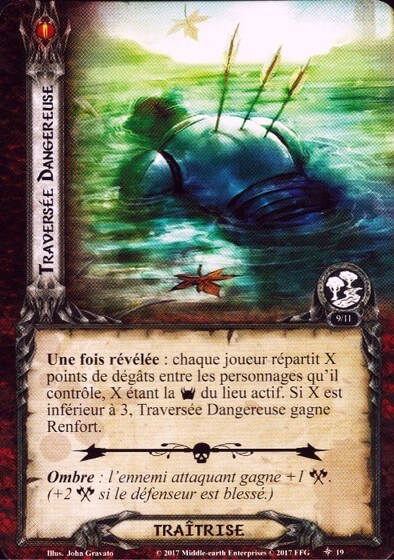 TRAVERSÉE DANGEREUSE
9/11
Une fois révélée : chaque joueur répartit X
points de dégâts entre les personnages qu'il
contrôle, X étant la du lieu actif. Si X est
inférieur à 3, Traversée Dangereuse gagne
Renfort.
Ombre : l'ennemi attaquant gagne +1 .
(+2 si le défenseur est blessé.)
TRAÎTRISE
Illus. John Gravato © 2017 Middle-earth Enterprises © 2017 FFG 19